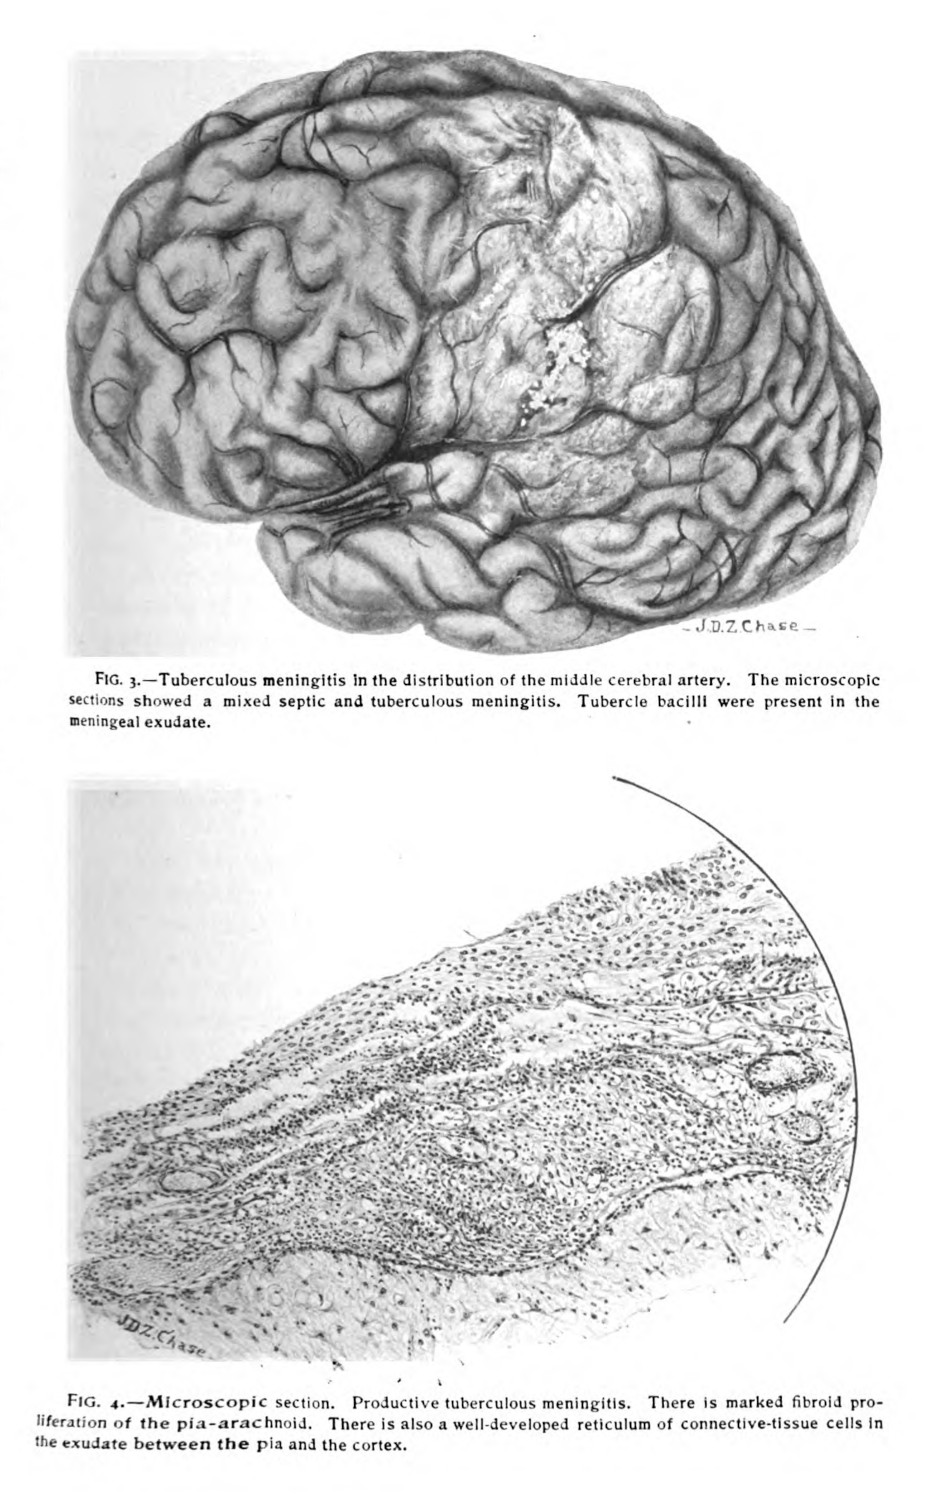 - J.D.Z.Chase -
FIG. 3.—Tuberculous meningitis in the distribution of the middle cerebral artery. The microscopic
sections showed a mixed septic and tuberculous meningitis. Tubercle bacilli were present in the
meningeal exudate.
JDZ.Chase
FIG. 4.—Microscopic section. Productive tuberculous meningitis. There is marked fibroid pro-
liferation of the pia-arachnoid. There is also a well-developed reticulum of connective-tissue cells in
the exudate between the pia and the cortex.